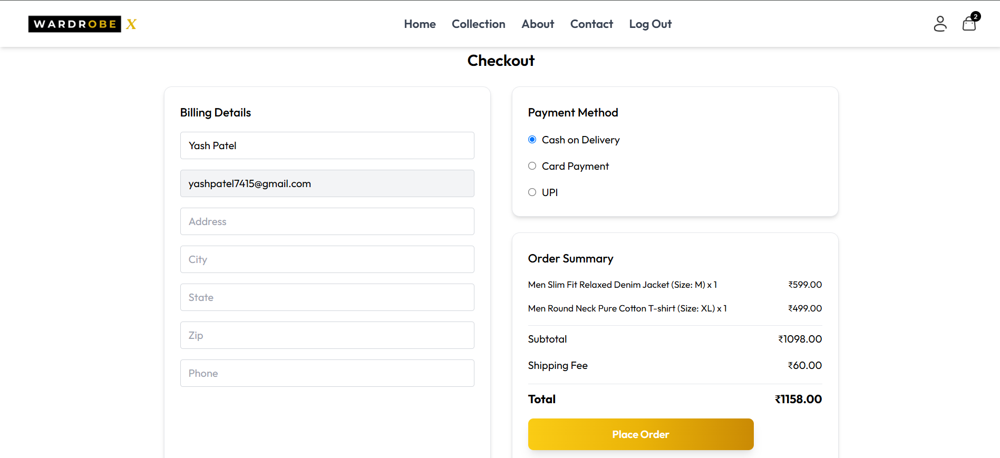 WARDROBE X
Home Collection About Contact Log Out
2
Checkout
Billing Details
Yash Patel
yashpatel7415@gmail.com
Address
City
State
Zip
Phone
Payment Method
Cash on Delivery
Card Payment
UPI
Order Summary
Men Slim Fit Relaxed Denim Jacket (Size: M) x 1 ₹599.00
Men Round Neck Pure Cotton T-shirt (Size: XL) x 1 ₹499.00
Subtotal ₹1098.00
Shipping Fee ₹60.00
Total ₹1158.00
Place Order